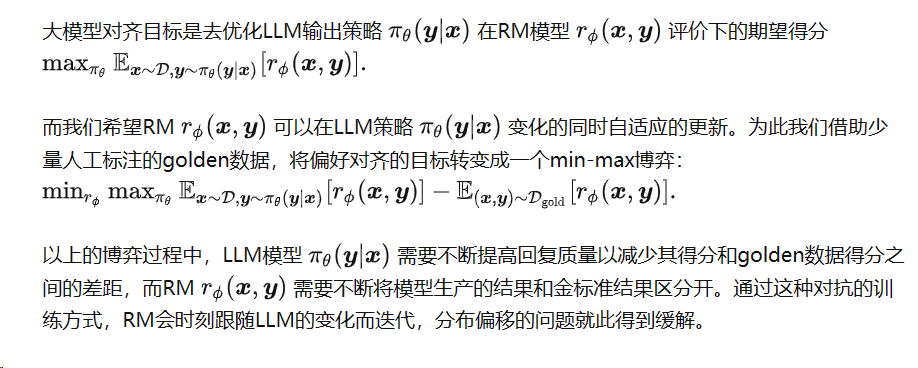 大模型对齐目标是去优化LLM输出策略 $\pi_\theta(\boldsymbol{y}|\boldsymbol{x})$ 在RM模型 $r_\phi(\boldsymbol{x},\boldsymbol{y})$ 评价下的期望得分
$\max_{\pi_\theta} \mathbb{E}_{\boldsymbol{x}\sim\mathcal{D},\boldsymbol{y}\sim\pi_\theta(\boldsymbol{y}|\boldsymbol{x})}[r_\phi(\boldsymbol{x},\boldsymbol{y})].$
而我们希望RM $r_\phi(\boldsymbol{x},\boldsymbol{y})$ 可以在LLM策略 $\pi_\theta(\boldsymbol{y}|\boldsymbol{x})$ 变化的同时自适应的更新。为此我们借助少
量人工标注的golden数据，将偏好对齐的目标转变成一个min-max博弈：
$\min_{r_\phi} \max_{\pi_\theta} \mathbb{E}_{\boldsymbol{x}\sim\mathcal{D},\boldsymbol{y}\sim\pi_\theta(\boldsymbol{y}|\boldsymbol{x})}[r_\phi(\boldsymbol{x},\boldsymbol{y})] - \mathbb{E}_{(\boldsymbol{x},\boldsymbol{y})\sim\mathcal{D}_{\text{gold}}}[r_\phi(\boldsymbol{x},\boldsymbol{y})].$
以上的博弈过程中，LLM模型 $\pi_\theta(\boldsymbol{y}|\boldsymbol{x})$ 需要不断提高回复质量以减少其得分和golden数据得分之
间的差距，而RM $r_\phi(\boldsymbol{x},\boldsymbol{y})$ 需要不断将模型生产的结果和金标准结果区分开。通过这种对抗的训
练方式，RM会时刻跟随LLM的变化而迭代，分布偏移的问题就此得到缓解。